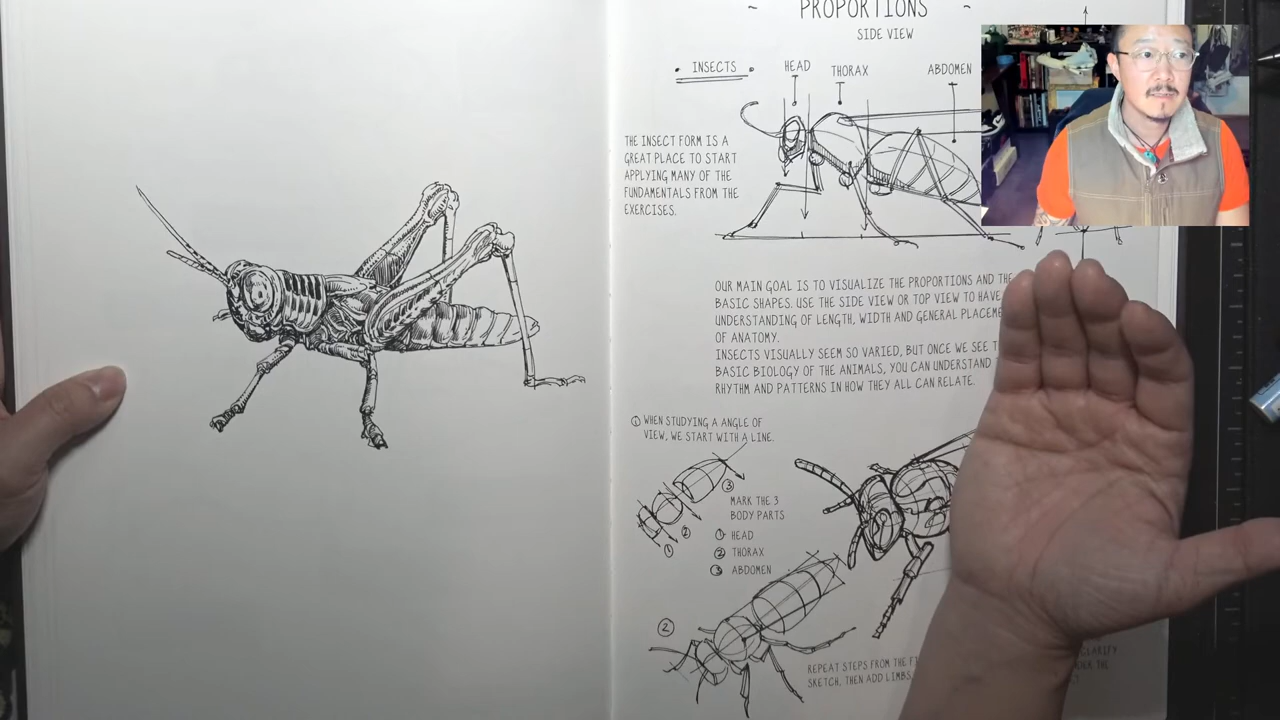 ~ PROPORTIONS ~
SIDE VIEW
• INSECTS •
HEAD
THORAX
ABDOMEN
THE INSECT FORM IS A
GREAT PLACE TO START
APPLYING MANY OF THE
FUNDAMENTALS FROM THE
EXERCISES.
OUR MAIN GOAL IS TO VISUALIZE THE PROPORTIONS AND THE
BASIC SHAPES. USE THE SIDE VIEW OR TOP VIEW TO HAVE
UNDERSTANDING OF LENGTH, WIDTH AND GENERAL PLACEME
OF ANATOMY.
INSECTS VISUALLY SEEM SO VARIED, BUT ONCE WE SEE T
BASIC BIOLOGY OF THE ANIMALS, YOU CAN UNDERSTAND
RHYTHM AND PATTERNS IN HOW THEY ALL CAN RELATE.
① WHEN STUDYING A ANGLE OF
VIEW, WE START WITH A LINE.
③
MARK THE 3
BODY PARTS
②
① HEAD
①
② THORAX
③ ABDOMEN
②
REPEAT STEPS FROM THE F
SKETCH, THEN ADD LIMBS,